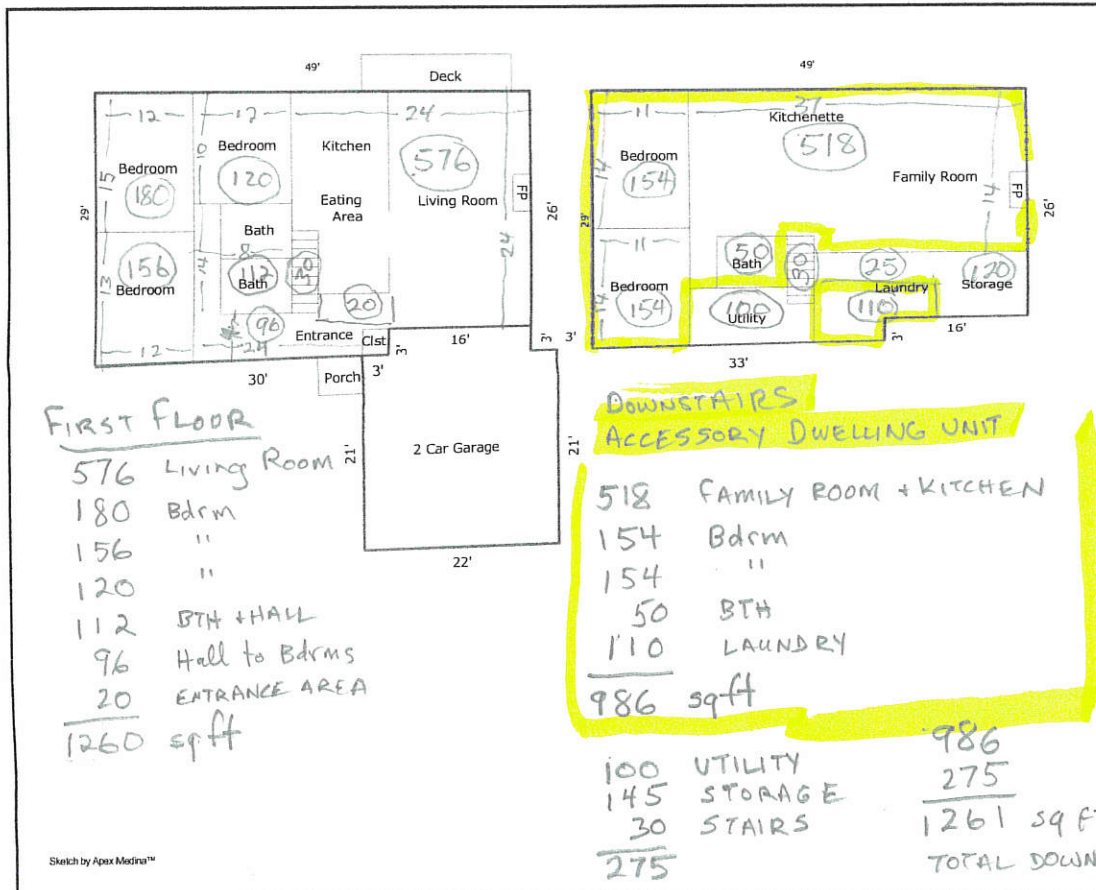 49'
Deck
12
12
24
10
Bedroom
120
Kitchen
576
15
Bedroom
180
29'
Eating
Area
Living Room
FP
26'
24
Bath
8
13
156
Bedroom
14
112
Bath
30
96
20
12
24
Entrance
Clst
16'
3'
3'
30'
Porch
3'
21'
2 Car Garage
21'
22'
49'
11
37
Kitchenette
518
14
Bedroom
154
Family Room
14
FP
29'
26'
11
50
Bath
30
25
120
Storage
Laundry
14
Bedroom
154
100
Utility
110
3'
16'
3'
33'
FIRST FLOOR
576 Living Room
180 Bdrm
156 "
120 "
112 BTH + HALL
96 Hall to Bdrms
20 ENTRANCE AREA
1260 sq ft
DOWNSTAIRS
ACCESSORY DWELLING UNIT
518 FAMILY ROOM + KITCHEN
154 Bdrm
154 "
50 BTH
110 LAUNDRY
986 sq ft
100 UTILITY
145 STORAGE
30 STAIRS
275
986
275
1261 sq FT
TOTAL DOWN
Sketch by Apex Medina™